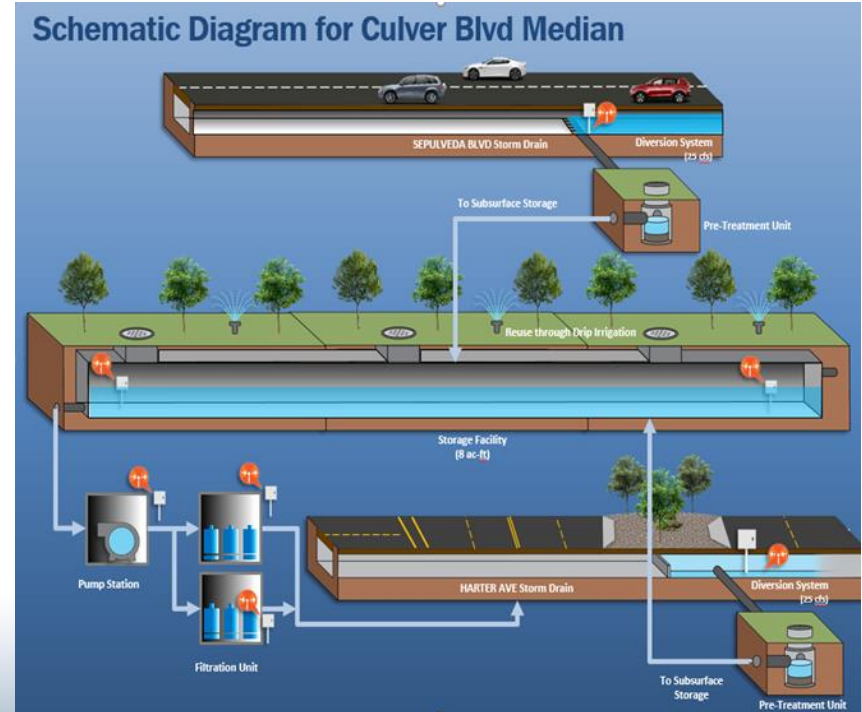 Schematic Diagram for Culver Blvd Median
SEPULVEDA BLVD Storm Drain
Diversion System
(25 cfs)
To Subsurface Storage
Pre-Treatment Unit
Reuse through Drip Irrigation
Storage Facility
(8 ac-ft)
Pump Station
HARTER AVE Storm Drain
Diversion System
(25 cfs)
Filtration Unit
To Subsurface
Storage
Pre-Treatment Unit